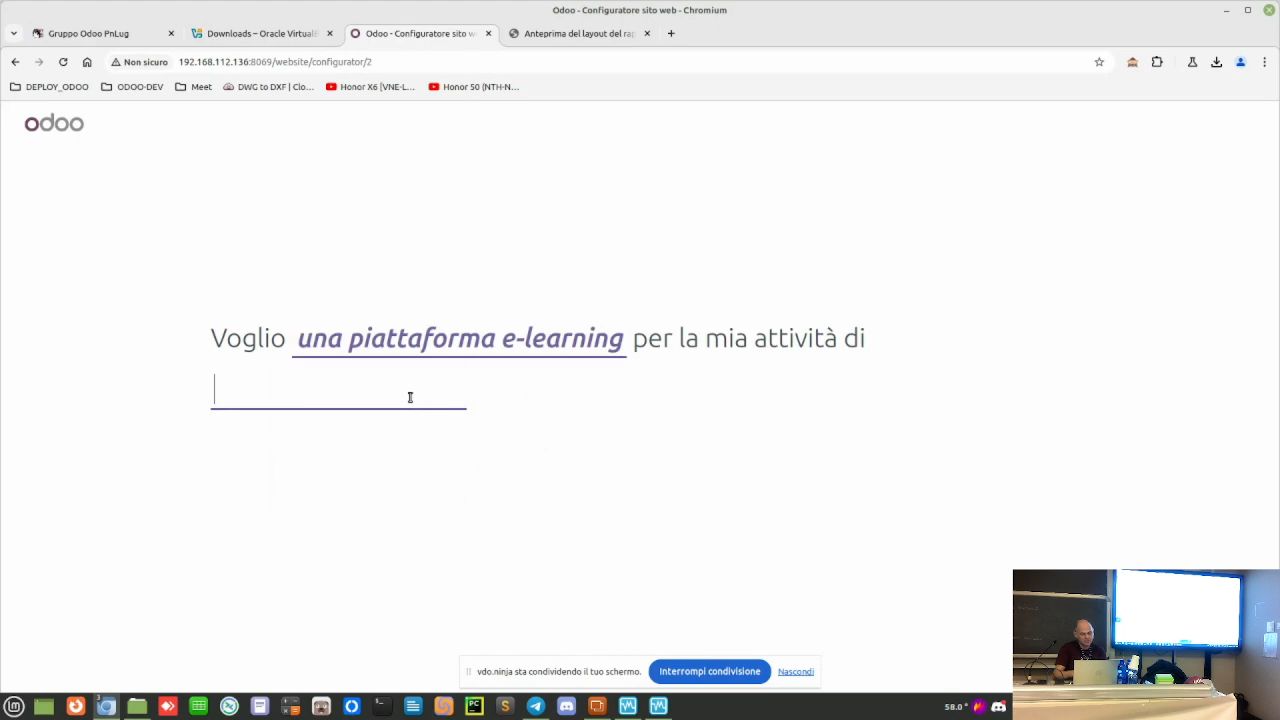 Odoo - Configuratore sito web - Chromium
Gruppo Odoo PnLug
Downloads – Oracle VirtualB
Odoo - Configuratore sito w
Anteprima del layout del rap
Non sicuro
192.168.112.136:8069/website/configurator/2
DEPLOY_ODOO
ODOO-DEV
Meet
DWG to DXF | Clo...
Honor X6 [VNE-L...
Honor 50 (NTH-N...
odoo
Voglio una piattaforma e-learning per la mia attività di
vdo.ninja sta condividendo il tuo schermo.
Interrompi condivisione
Nascondi
PC
S
58.0°